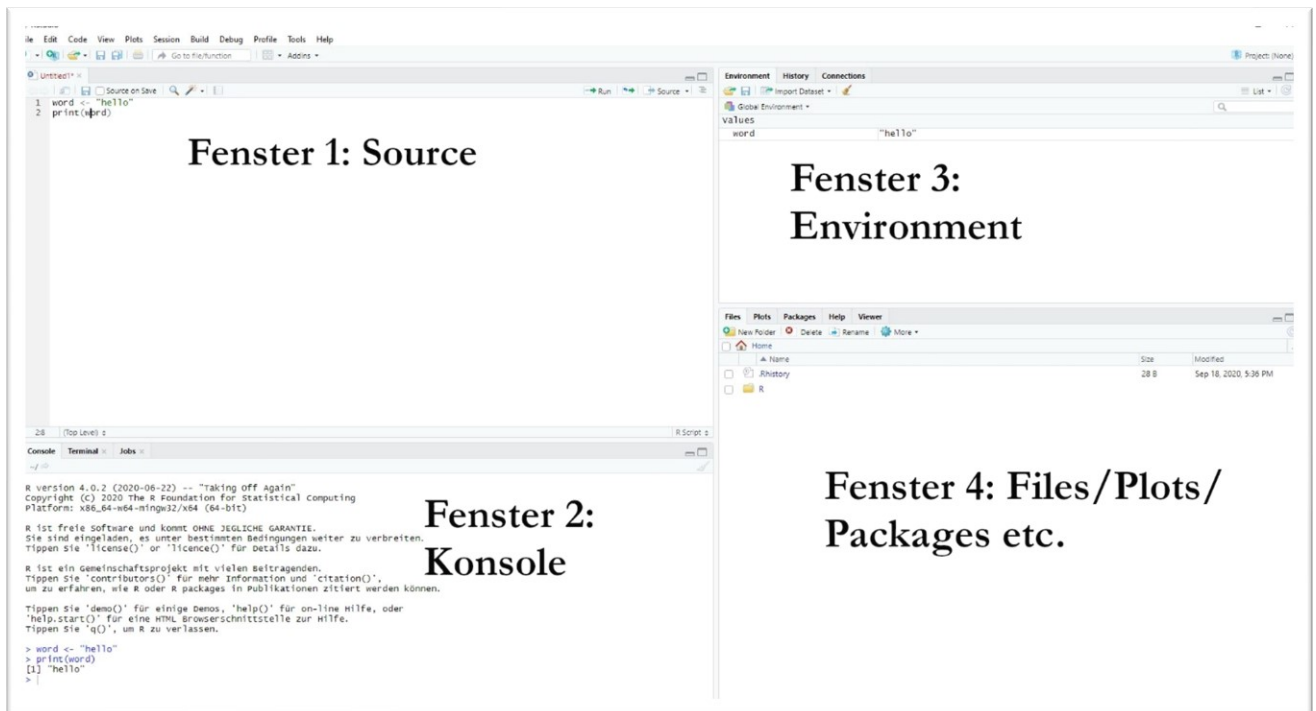 File Edit Code View Plots Session Build Debug Profile Tools Help
Go to file/function Addins
Project: (None)
Untitled1*
Source on Save Run Source
1 word <- "hello"
2 print(word)
Fenster 1: Source
2:8 (Top Level) R Script
Console Terminal Jobs
~/
R version 4.0.2 (2020-06-22) -- "Taking Off Again"
Copyright (C) 2020 The R Foundation for Statistical Computing
Platform: x86_64-w64-mingw32/x64 (64-bit)
R ist freie Software und kommt OHNE JEGLICHE GARANTIE.
Sie sind eingeladen, es unter bestimmten Bedingungen weiter zu verbreiten.
Tippen Sie 'license()' or 'licence()' für Details dazu.
R ist ein Gemeinschaftsprojekt mit vielen Beitragenden.
Tippen Sie 'contributors()' für mehr Information und 'citation()',
um zu erfahren, wie R oder R packages in Publikationen zitiert werden können.
Tippen Sie 'demo()' für einige Demos, 'help()' für on-line Hilfe, oder
'help.start()' für eine HTML Browserschnittstelle zur Hilfe.
Tippen Sie 'q()', um R zu verlassen.
> word <- "hello"
> print(word)
[1] "hello"
>
Fenster 2:
Konsole
Environment History Connections
Import Dataset List
Global Environment
values
word "hello"
Fenster 3:
Environment
Files Plots Packages Help Viewer
New Folder Delete Rename More
Home
Name Size Modified
.Rhistory 28 B Sep 18, 2020, 5:36 PM
R
Fenster 4: Files/Plots/
Packages etc.